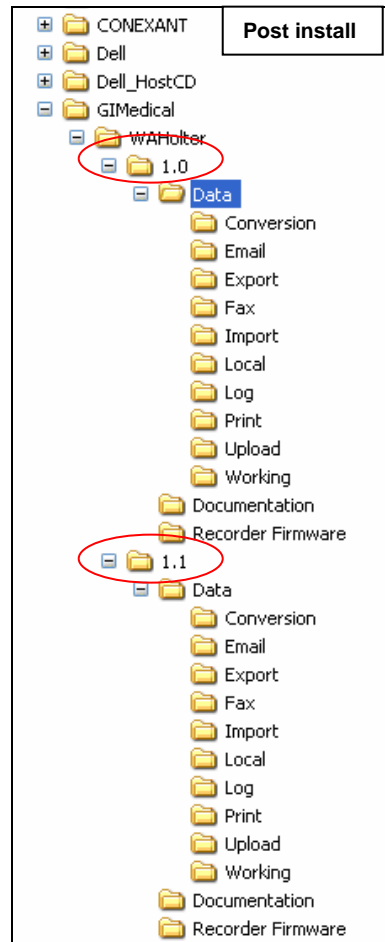 CONEXANT
Post install
Dell
Dell_HostCD
GIMedical
WAHolter
1.0
Data
Conversion
Email
Export
Fax
Import
Local
Log
Print
Upload
Working
Documentation
Recorder Firmware
1.1
Data
Conversion
Email
Export
Fax
Import
Local
Log
Print
Upload
Working
Documentation
Recorder Firmware